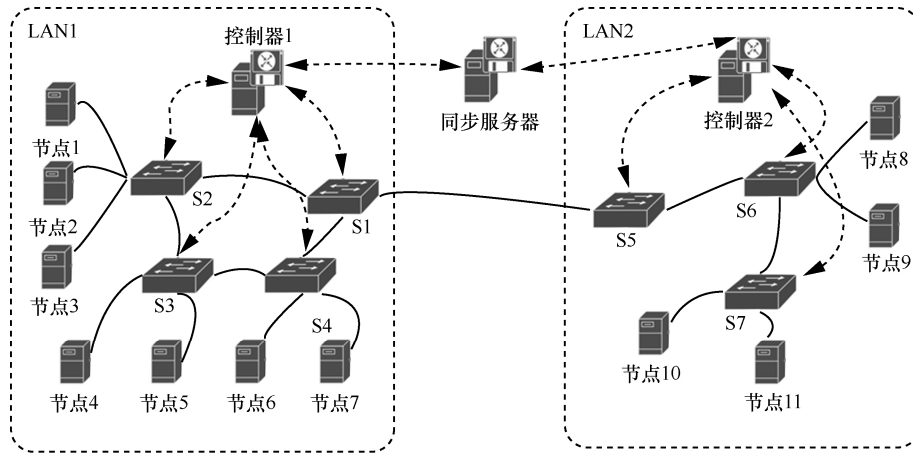 LAN1
控制器1
LAN2
同步服务器
控制器2
节点1
节点8
S2
S1
S5
S6
节点2
节点9
节点3
S3
S4
S7
节点10
节点4
节点5
节点6
节点7
节点11